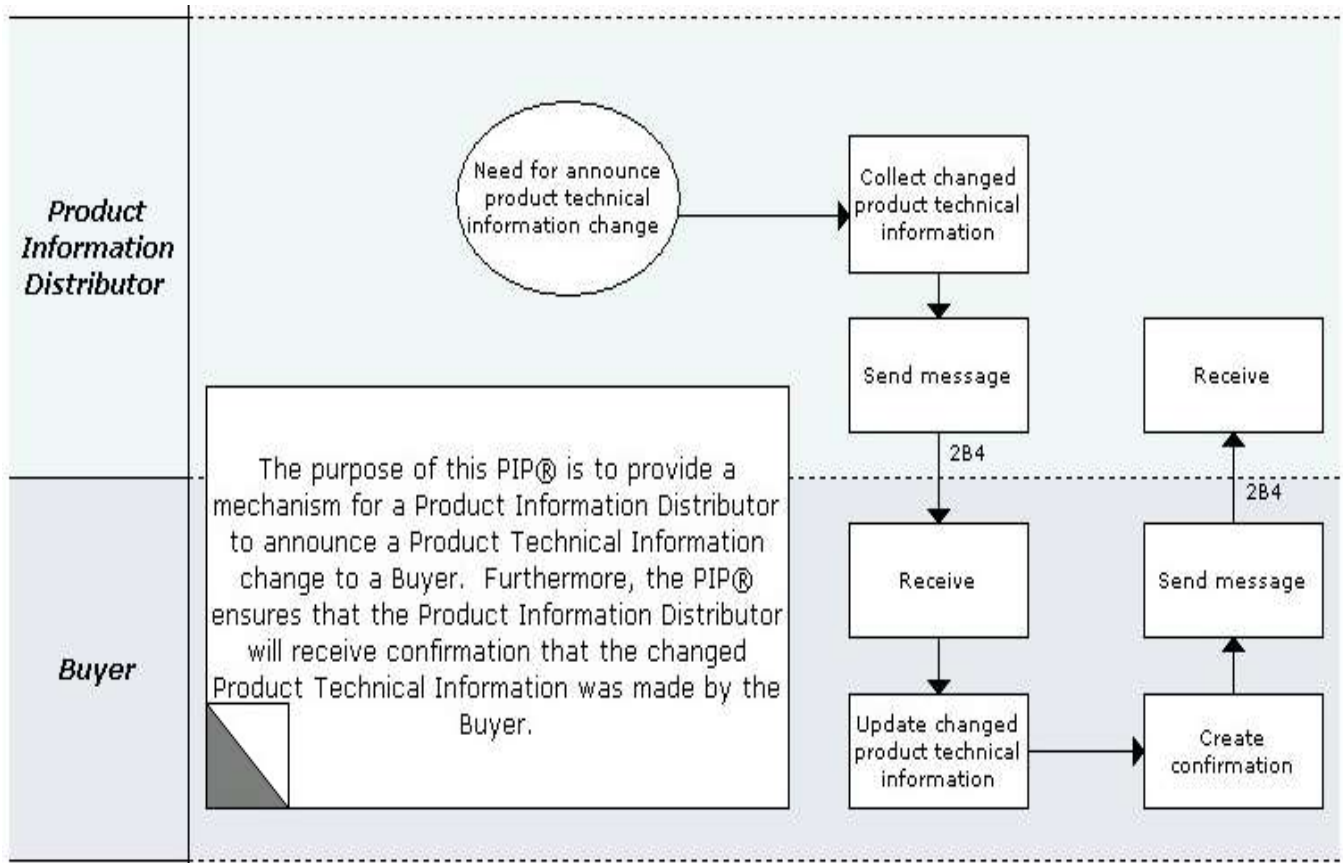 Product
Information
Distributor
Need for announce
product technical
information change
Collect changed
product technical
information
Send message
Receive
2B4
The purpose of this PIP® is to provide a
mechanism for a Product Information Distributor
to announce a Product Technical Information
change to a Buyer. Furthermore, the PIP®
ensures that the Product Information Distributor
will receive confirmation that the changed
Product Technical Information was made by the
Buyer.
Buyer
2B4
Receive
Send message
Update changed
product technical
information
Create
confirmation